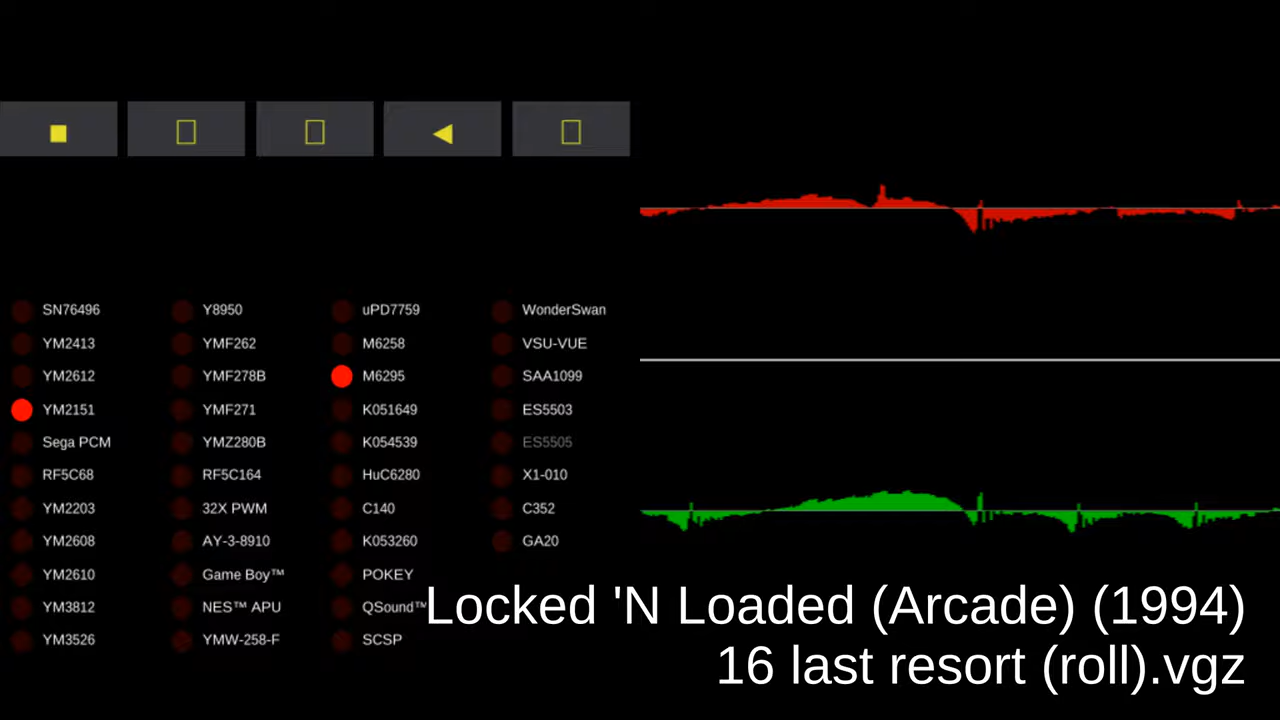 SN76496
YM2413
YM2612
YM2151
Sega PCM
RF5C68
YM2203
YM2608
YM2610
YM3812
YM3526
Y8950
YMF262
YMF278B
YMF271
YMZ280B
RF5C164
32X PWM
AY-3-8910
Game Boy™
NES™ APU
YMW-258-F
uPD7759
M6258
M6295
K051649
K054539
HuC6280
C140
K053260
POKEY
QSound™
SCSP
WonderSwan
VSU-VUE
SAA1099
ES5503
ES5505
X1-010
C352
GA20
Locked 'N Loaded (Arcade) (1994)
16 last resort (roll).vgz